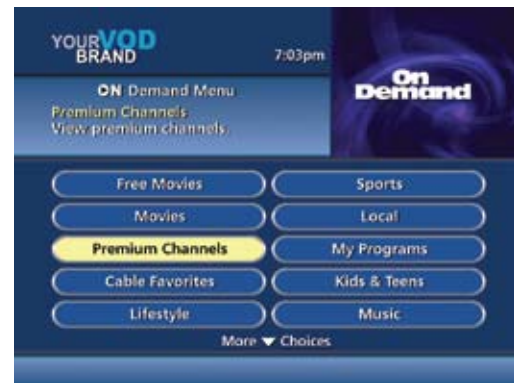 YOUR VOD
BRAND
7:03pm
On
Demand
ON Demand Menu
Premium Channels
View premium channels.
Free Movies
Sports
Movies
Local
Premium Channels
My Programs
Cable Favorites
Kids & Teens
Lifestyle
Music
More Choices